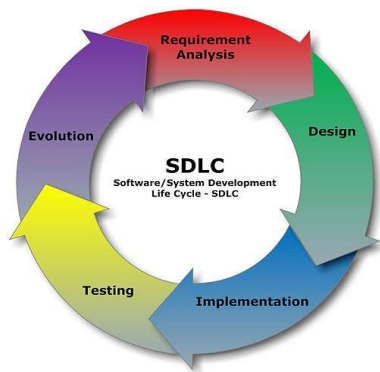 Requirement
Analysis
Design
Implementation
Testing
Evolution
SDLC
Software/System Development
Life Cycle - SDLC